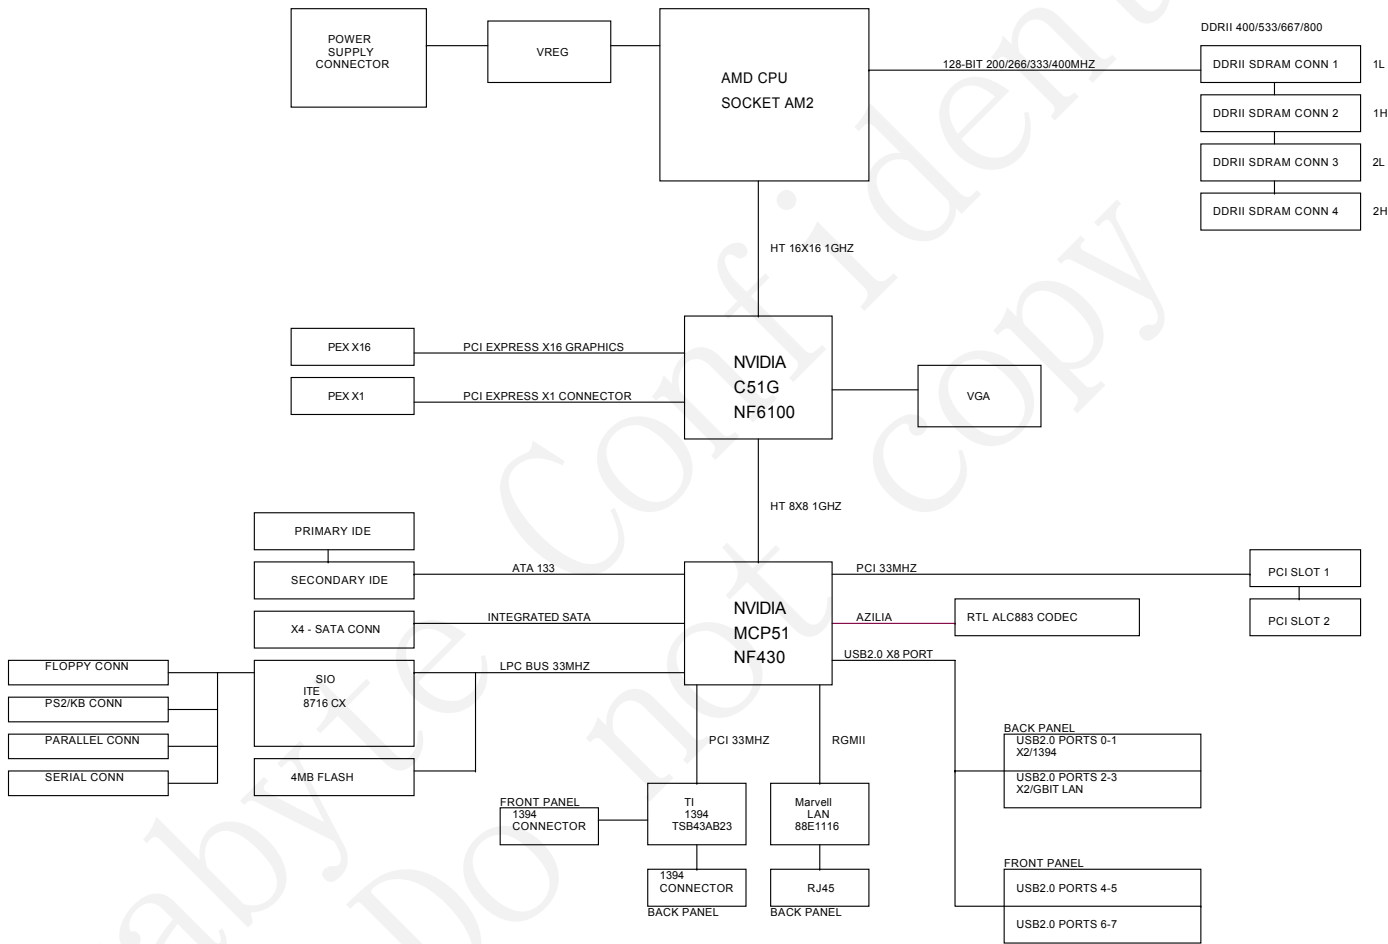 POWER
SUPPLY
CONNECTOR
VREG
AMD CPU
SOCKET AM2
128-BIT 200/266/333/400MHZ
DDRII 400/533/667/800
DDRII SDRAM CONN 1
1L
DDRII SDRAM CONN 2
1H
DDRII SDRAM CONN 3
2L
DDRII SDRAM CONN 4
2H
HT 16X16 1GHZ
PEX X16
PCI EXPRESS X16 GRAPHICS
PEX X1
PCI EXPRESS X1 CONNECTOR
NVIDIA
C51G
NF6100
VGA
HT 8X8 1GHZ
PRIMARY IDE
SECONDARY IDE
ATA 133
X4 - SATA CONN
INTEGRATED SATA
NVIDIA
MCP51
NF430
PCI 33MHZ
PCI SLOT 1
PCI SLOT 2
AZILIA
RTL ALC883 CODEC
USB2.0 X8 PORT
FLOPPY CONN
PS2/KB CONN
PARALLEL CONN
SERIAL CONN
SIO
ITE
8716 CX
LPC BUS 33MHZ
4MB FLASH
PCI 33MHZ
RGMII
FRONT PANEL
1394
CONNECTOR
TI
1394
TSB43AB23
Marvell
LAN
88E1116
1394
CONNECTOR
BACK PANEL
RJ45
BACK PANEL
BACK PANEL
USB2.0 PORTS 0-1
X2/1394
USB2.0 PORTS 2-3
X2/GBIT LAN
FRONT PANEL
USB2.0 PORTS 4-5
USB2.0 PORTS 6-7
abyte Confident
Do not copy